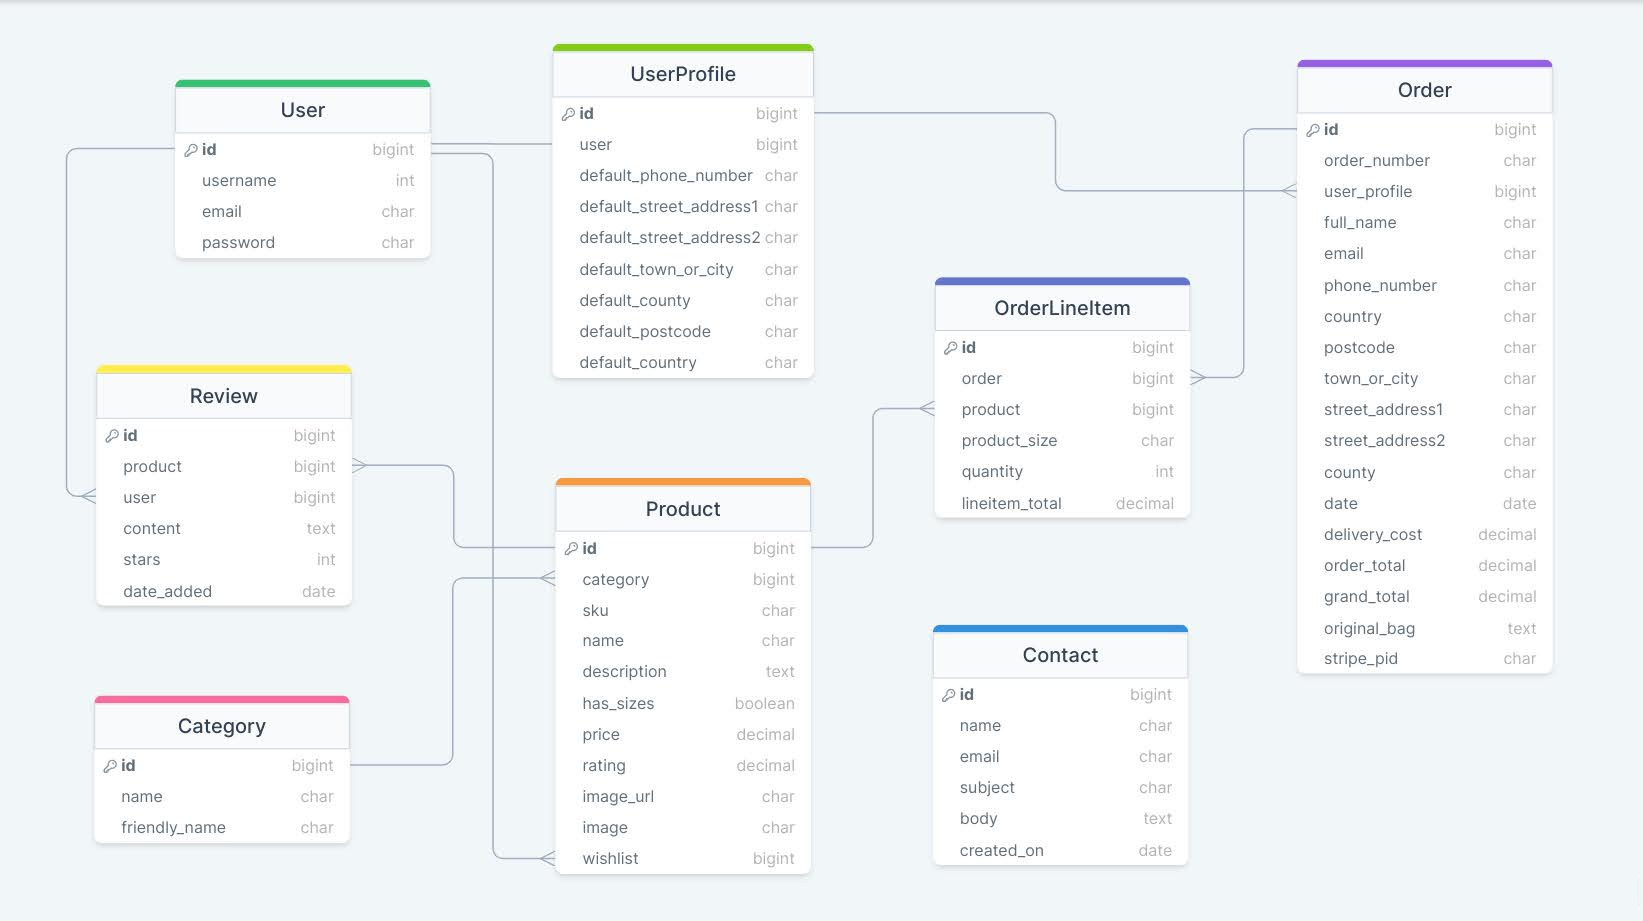 User
id bigint
username int
email char
password char
UserProfile
id bigint
user bigint
default_phone_number char
default_street_address1 char
default_street_address2 char
default_town_or_city char
default_county char
default_postcode char
default_country char
Order
id bigint
order_number char
user_profile bigint
full_name char
email char
phone_number char
country char
postcode char
town_or_city char
street_address1 char
street_address2 char
county char
date date
delivery_cost decimal
order_total decimal
grand_total decimal
original_bag text
stripe_pid char
OrderLineItem
id bigint
order bigint
product bigint
product_size char
quantity int
lineitem_total decimal
Review
id bigint
product bigint
user bigint
content text
stars int
date_added date
Product
id bigint
category bigint
sku char
name char
description text
has_sizes boolean
price decimal
rating decimal
image_url char
image char
wishlist bigint
Contact
id bigint
name char
email char
subject char
body text
created_on date
Category
id bigint
name char
friendly_name char